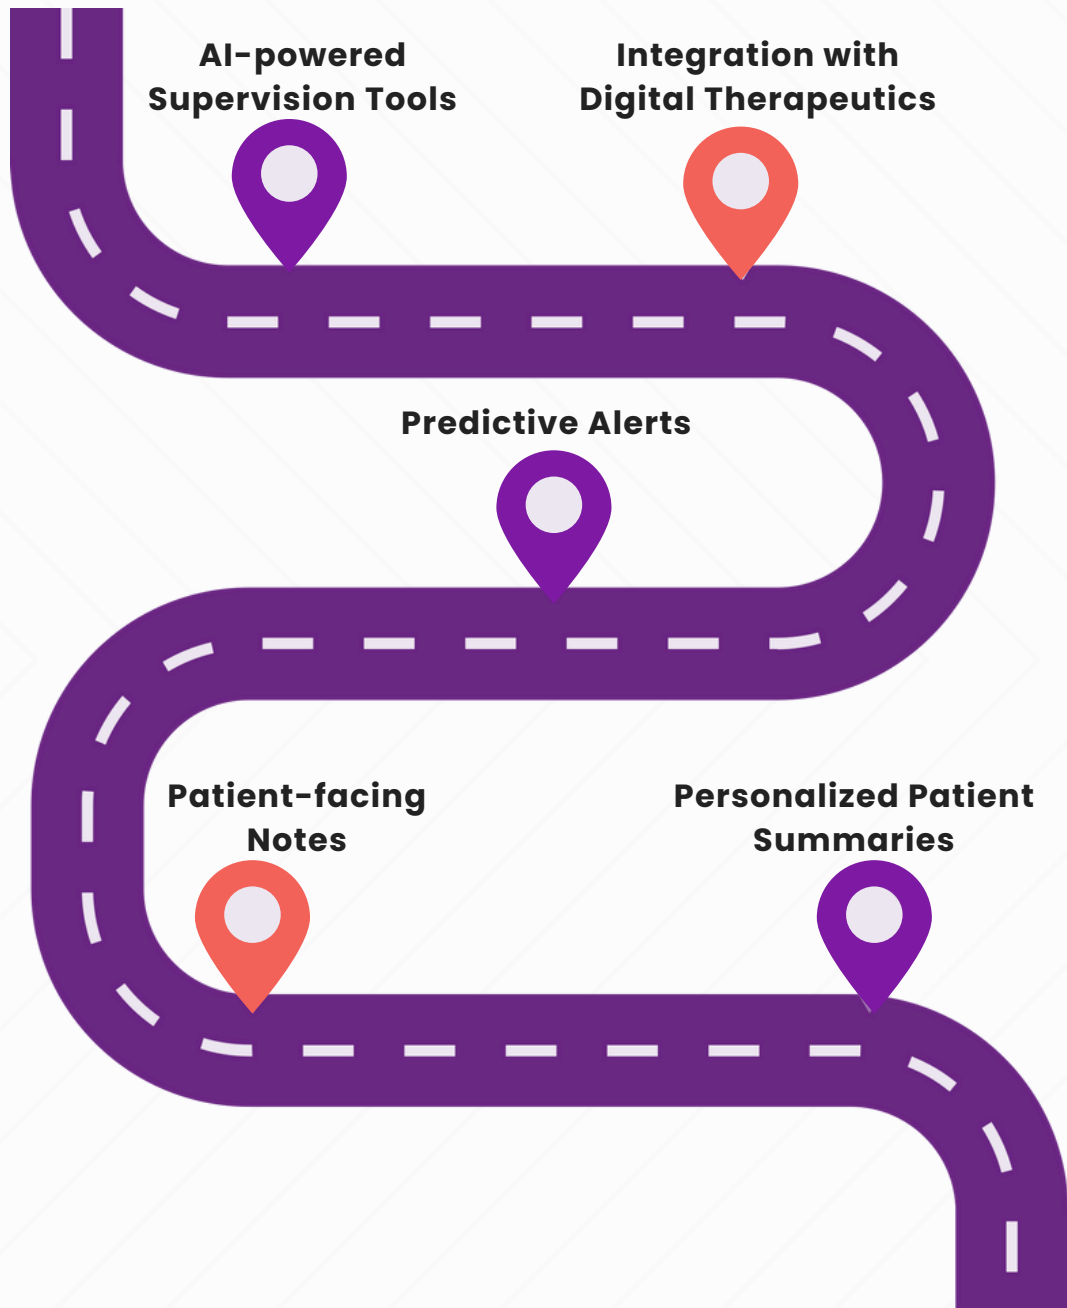 AI-powered
Supervision Tools
Integration with
Digital Therapeutics
Predictive Alerts
Patient-facing
Notes
Personalized Patient
Summaries